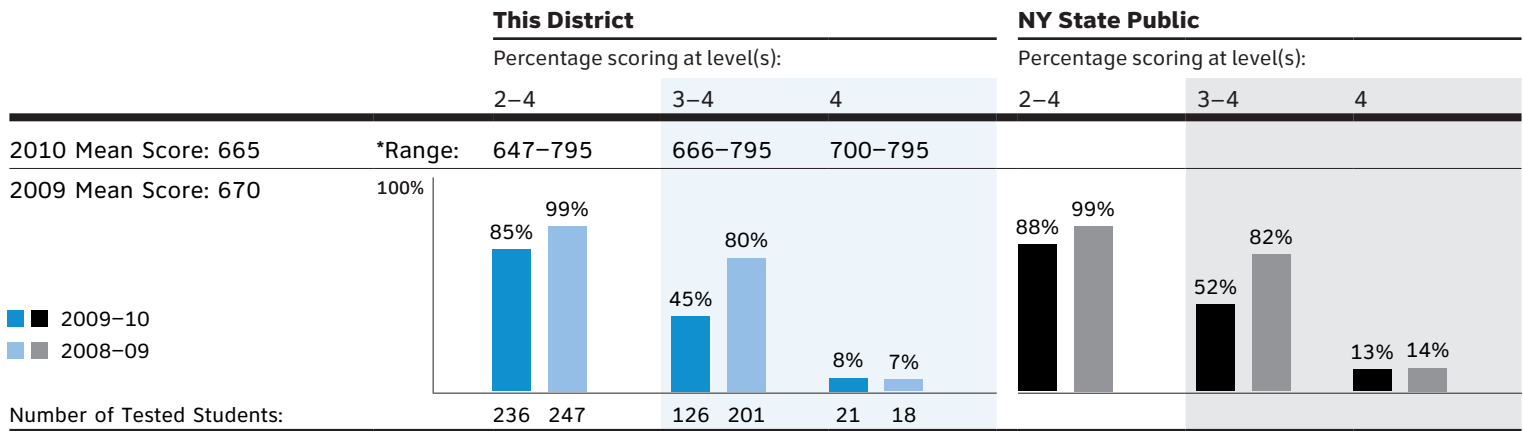 This District NY State Public
Percentage scoring at level(s): Percentage scoring at level(s):
2–4 3–4 4 2–4 3–4 4
2010 Mean Score: 665 *Range: 647–795 666–795 700–795
2009 Mean Score: 670 100%
99% 99%
85% 88%
80% 82%
45% 52%
8% 7% 13% 14%
2009–10
2008–09
Number of Tested Students: 236 247 126 201 21 18